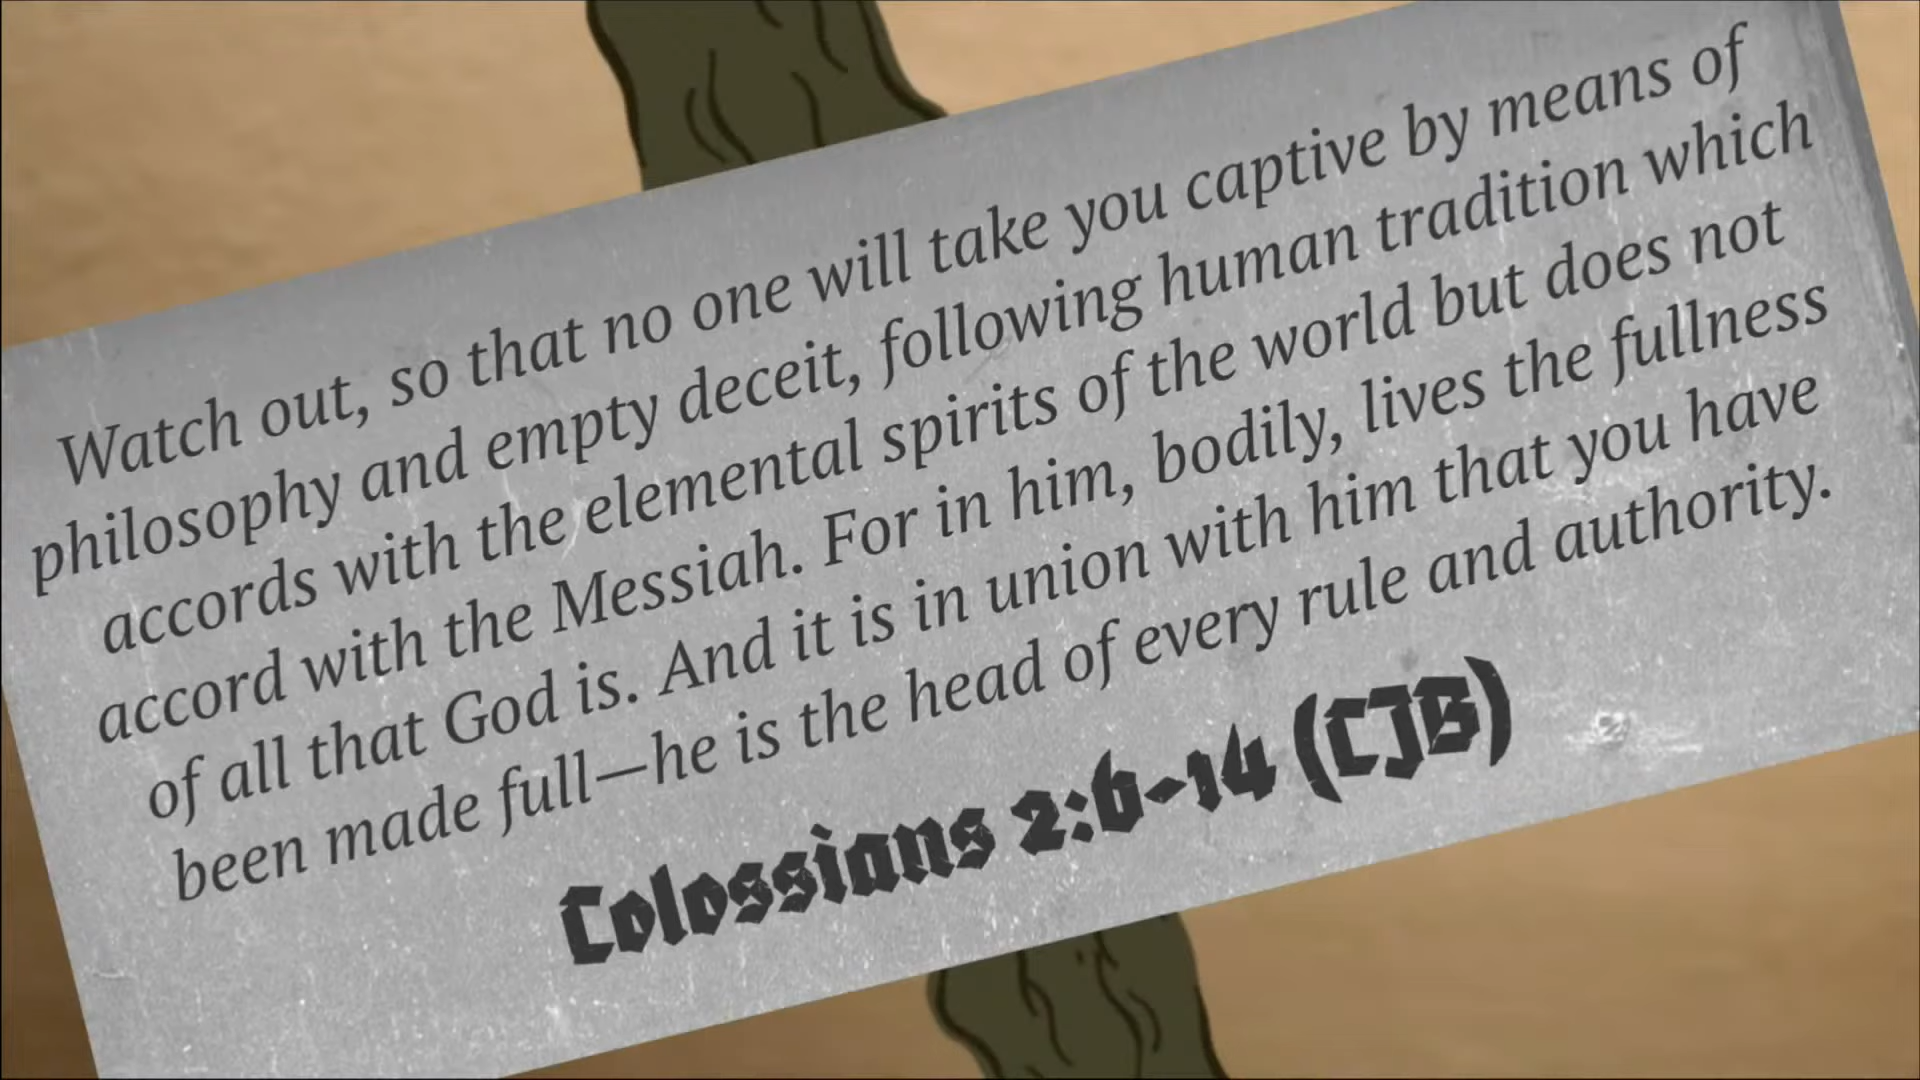 Watch out, so that no one will take you captive by means of
philosophy and empty deceit, following human tradition which
accords with the elemental spirits of the world but does not
accord with the Messiah. For in him, bodily, lives the fullness
of all that God is. And it is in union with him that you have
been made full—he is the head of every rule and authority.
Colossians 2:6-14 (CJB)